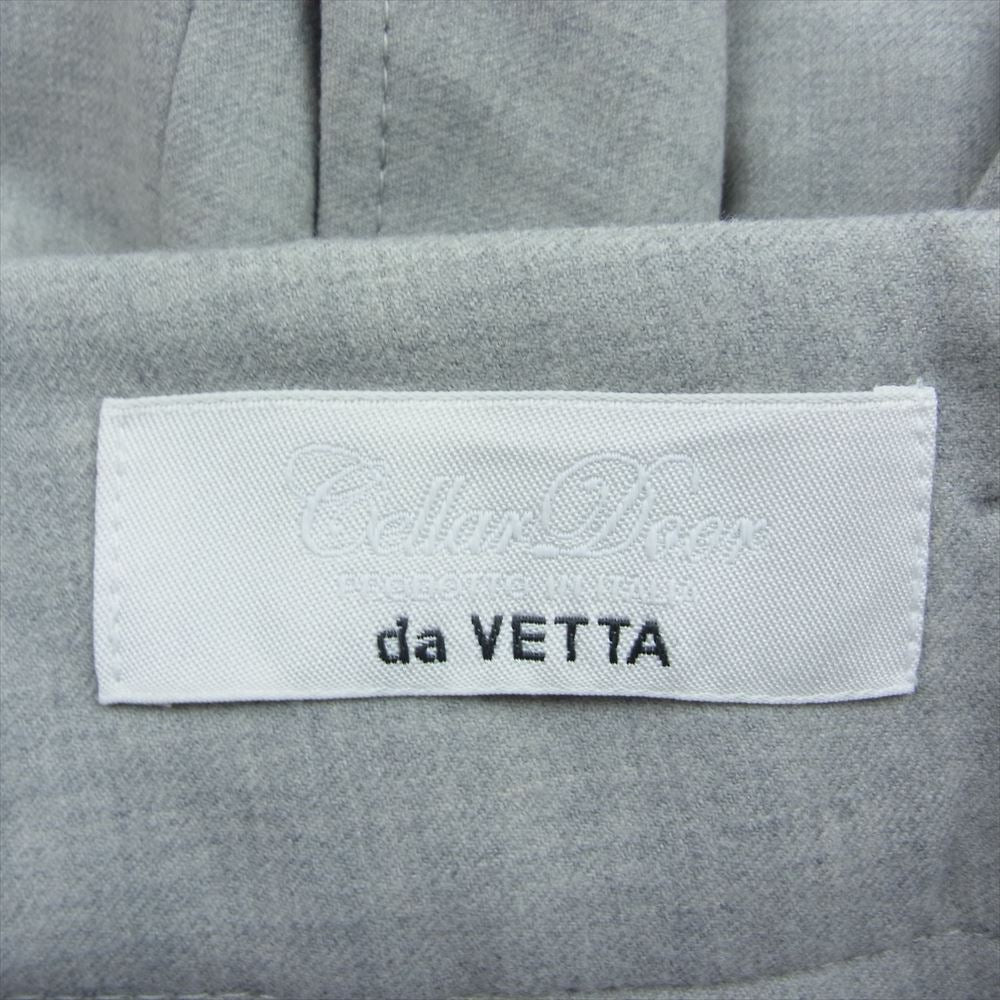 Cellar Door
PRODOTTO IN ITALIA
da VETTA